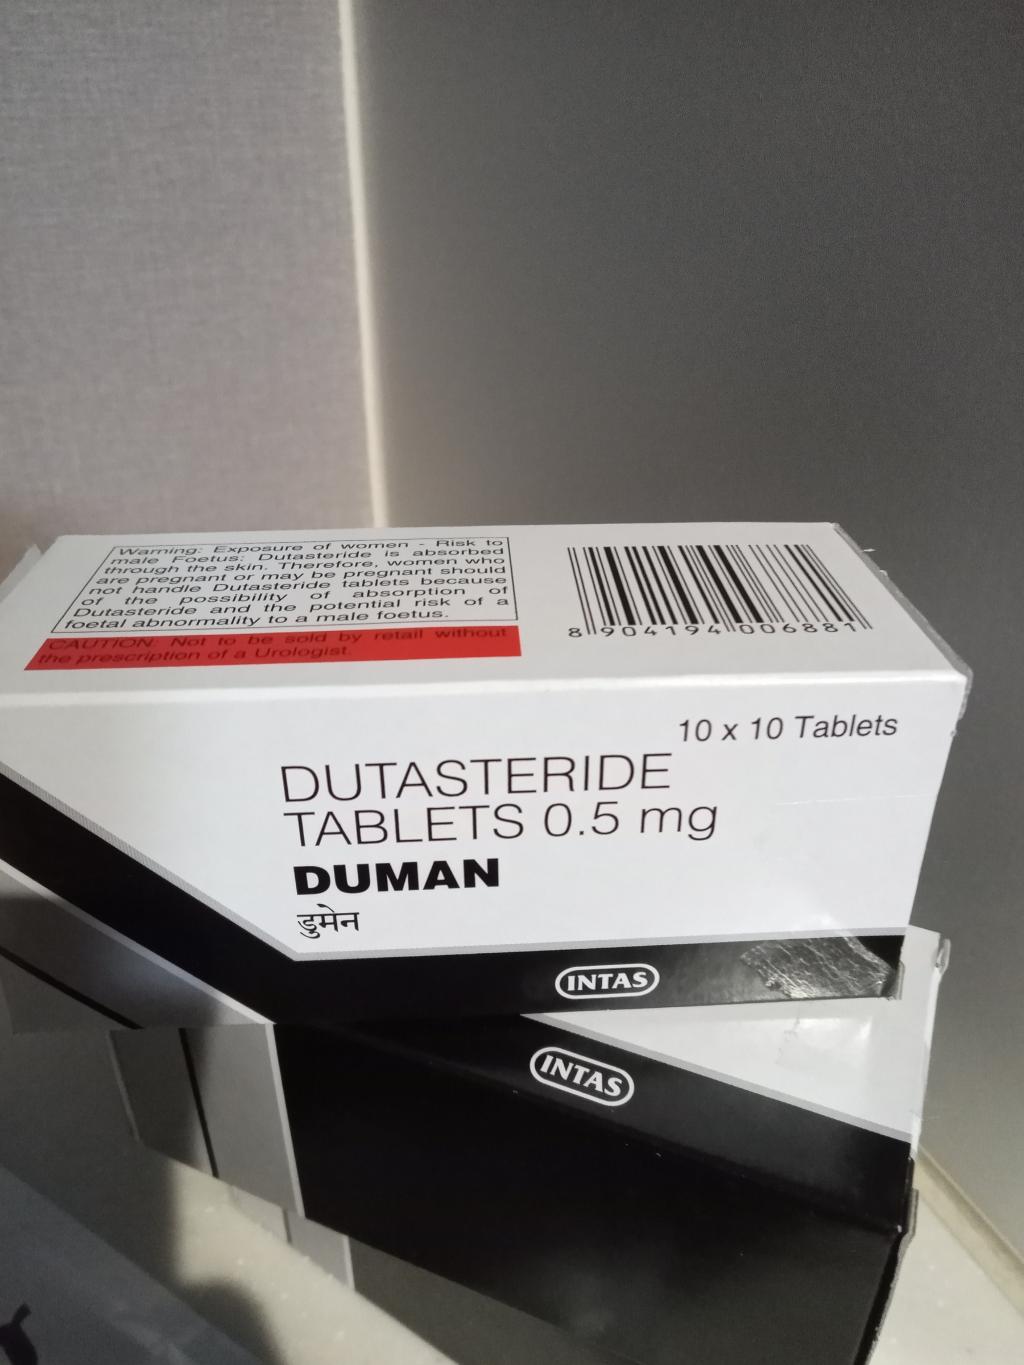 Warning: Exposure of women - Risk to
male Foetus: Dutasteride is absorbed
through the skin. Therefore, women who
are pregnant or may be pregnant should
not handle Dutasteride tablets because
of the possibility of absorption of
Dutasteride and the potential risk of a
foetal abnormality to a male foetus.
CAUTION: Not to be sold by retail without
the prescription of a Urologist.
8 904194 006881
10 x 10 Tablets
DUTASTERIDE
TABLETS 0.5 mg
DUMAN
डुमेन
INTAS
INTAS